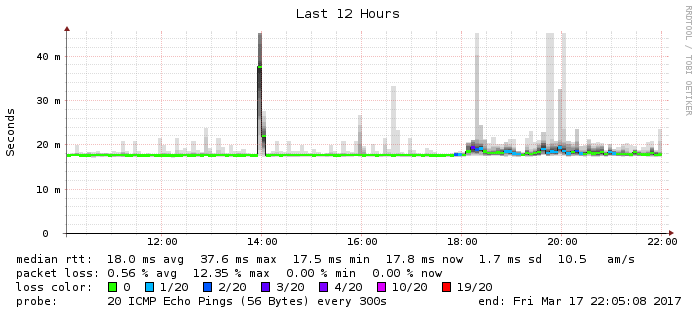 Last 12 Hours
RRDTOOL / TOBI OETIKER
Seconds
40 m
30 m
20 m
10 m
0
12:00 14:00 16:00 18:00 20:00 22:00
median rtt: 18.0 ms avg 37.6 ms max 17.5 ms min 17.8 ms now 1.7 ms sd 10.5 am/s
packet loss: 0.56 % avg 12.35 % max 0.00 % min 0.00 % now
loss color: 0 1/20 2/20 3/20 4/20 10/20 19/20
probe: 20 ICMP Echo Pings (56 Bytes) every 300s end: Fri Mar 17 22:05:08 2017